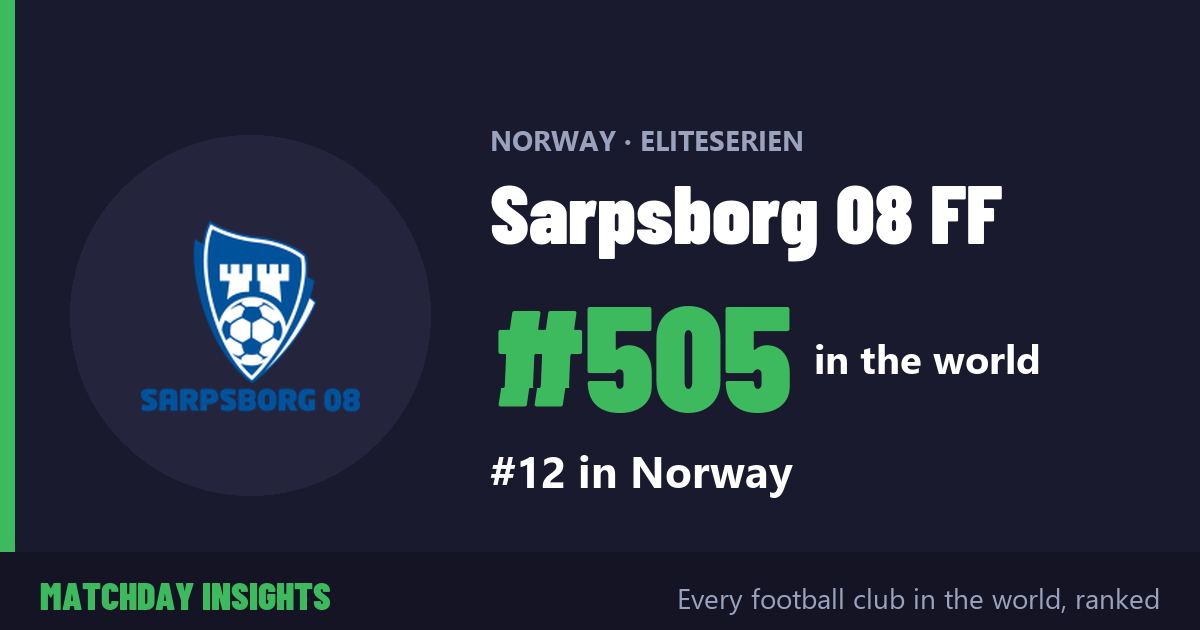 NORWAY · ELITESERIEN
Sarpsborg 08 FF
#505 in the world
#12 in Norway
SARPSBORG 08
MATCHDAY INSIGHTS
Every football club in the world, ranked